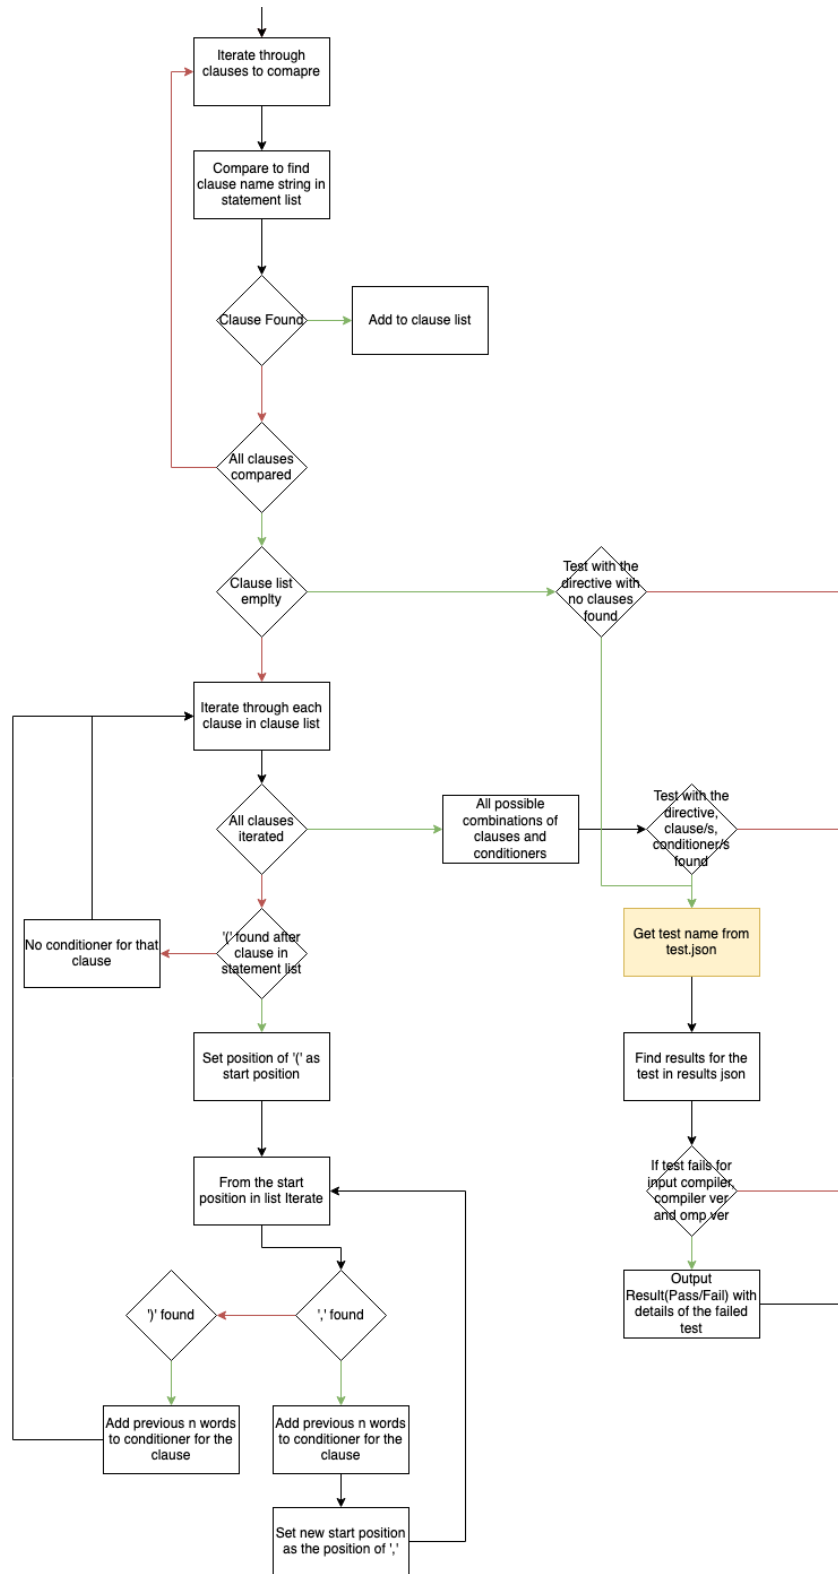 Iterate through
clauses to comapre
Compare to find
clause name string in
statement list
Clause Found
Add to clause list
All clauses
compared
Clause list
emplty
Test with the
directive with
no clauses
found
Iterate through each
clause in clause list
All clauses
iterated
All possible
combinations of
clauses and
conditioners
Test with the
directive,
clause/s,
conditioner/s
found
'(' found after
clause in
statement list
No conditioner for that
clause
Get test name from
test.json
Set position of '(' as
start position
Find results for the
test in results json
From the start
position in list Iterate
If test fails for
input compiler,
compiler ver
and omp ver
')' found
',' found
Output
Result(Pass/Fail) with
details of the failed
test
Add previous n words
to conditioner for the
clause
Add previous n words
to conditioner for the
clause
Set new start position
as the position of ','